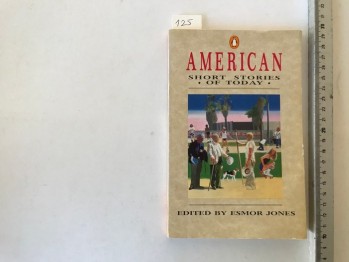 125
AMERICAN
SHORT STORIES
• OF TODAY •
EDITED BY ESMOR JONES